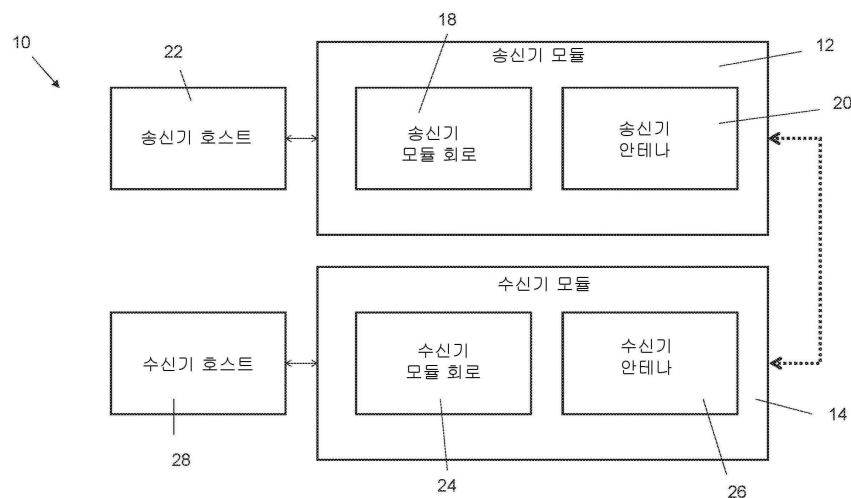 10
22
18
송신기 모듈
12
20
송신기 호스트
송신기
모듈 회로
송신기
안테나
수신기 모듈
수신기 호스트
수신기
모듈 회로
수신기
안테나
14
28
24
26